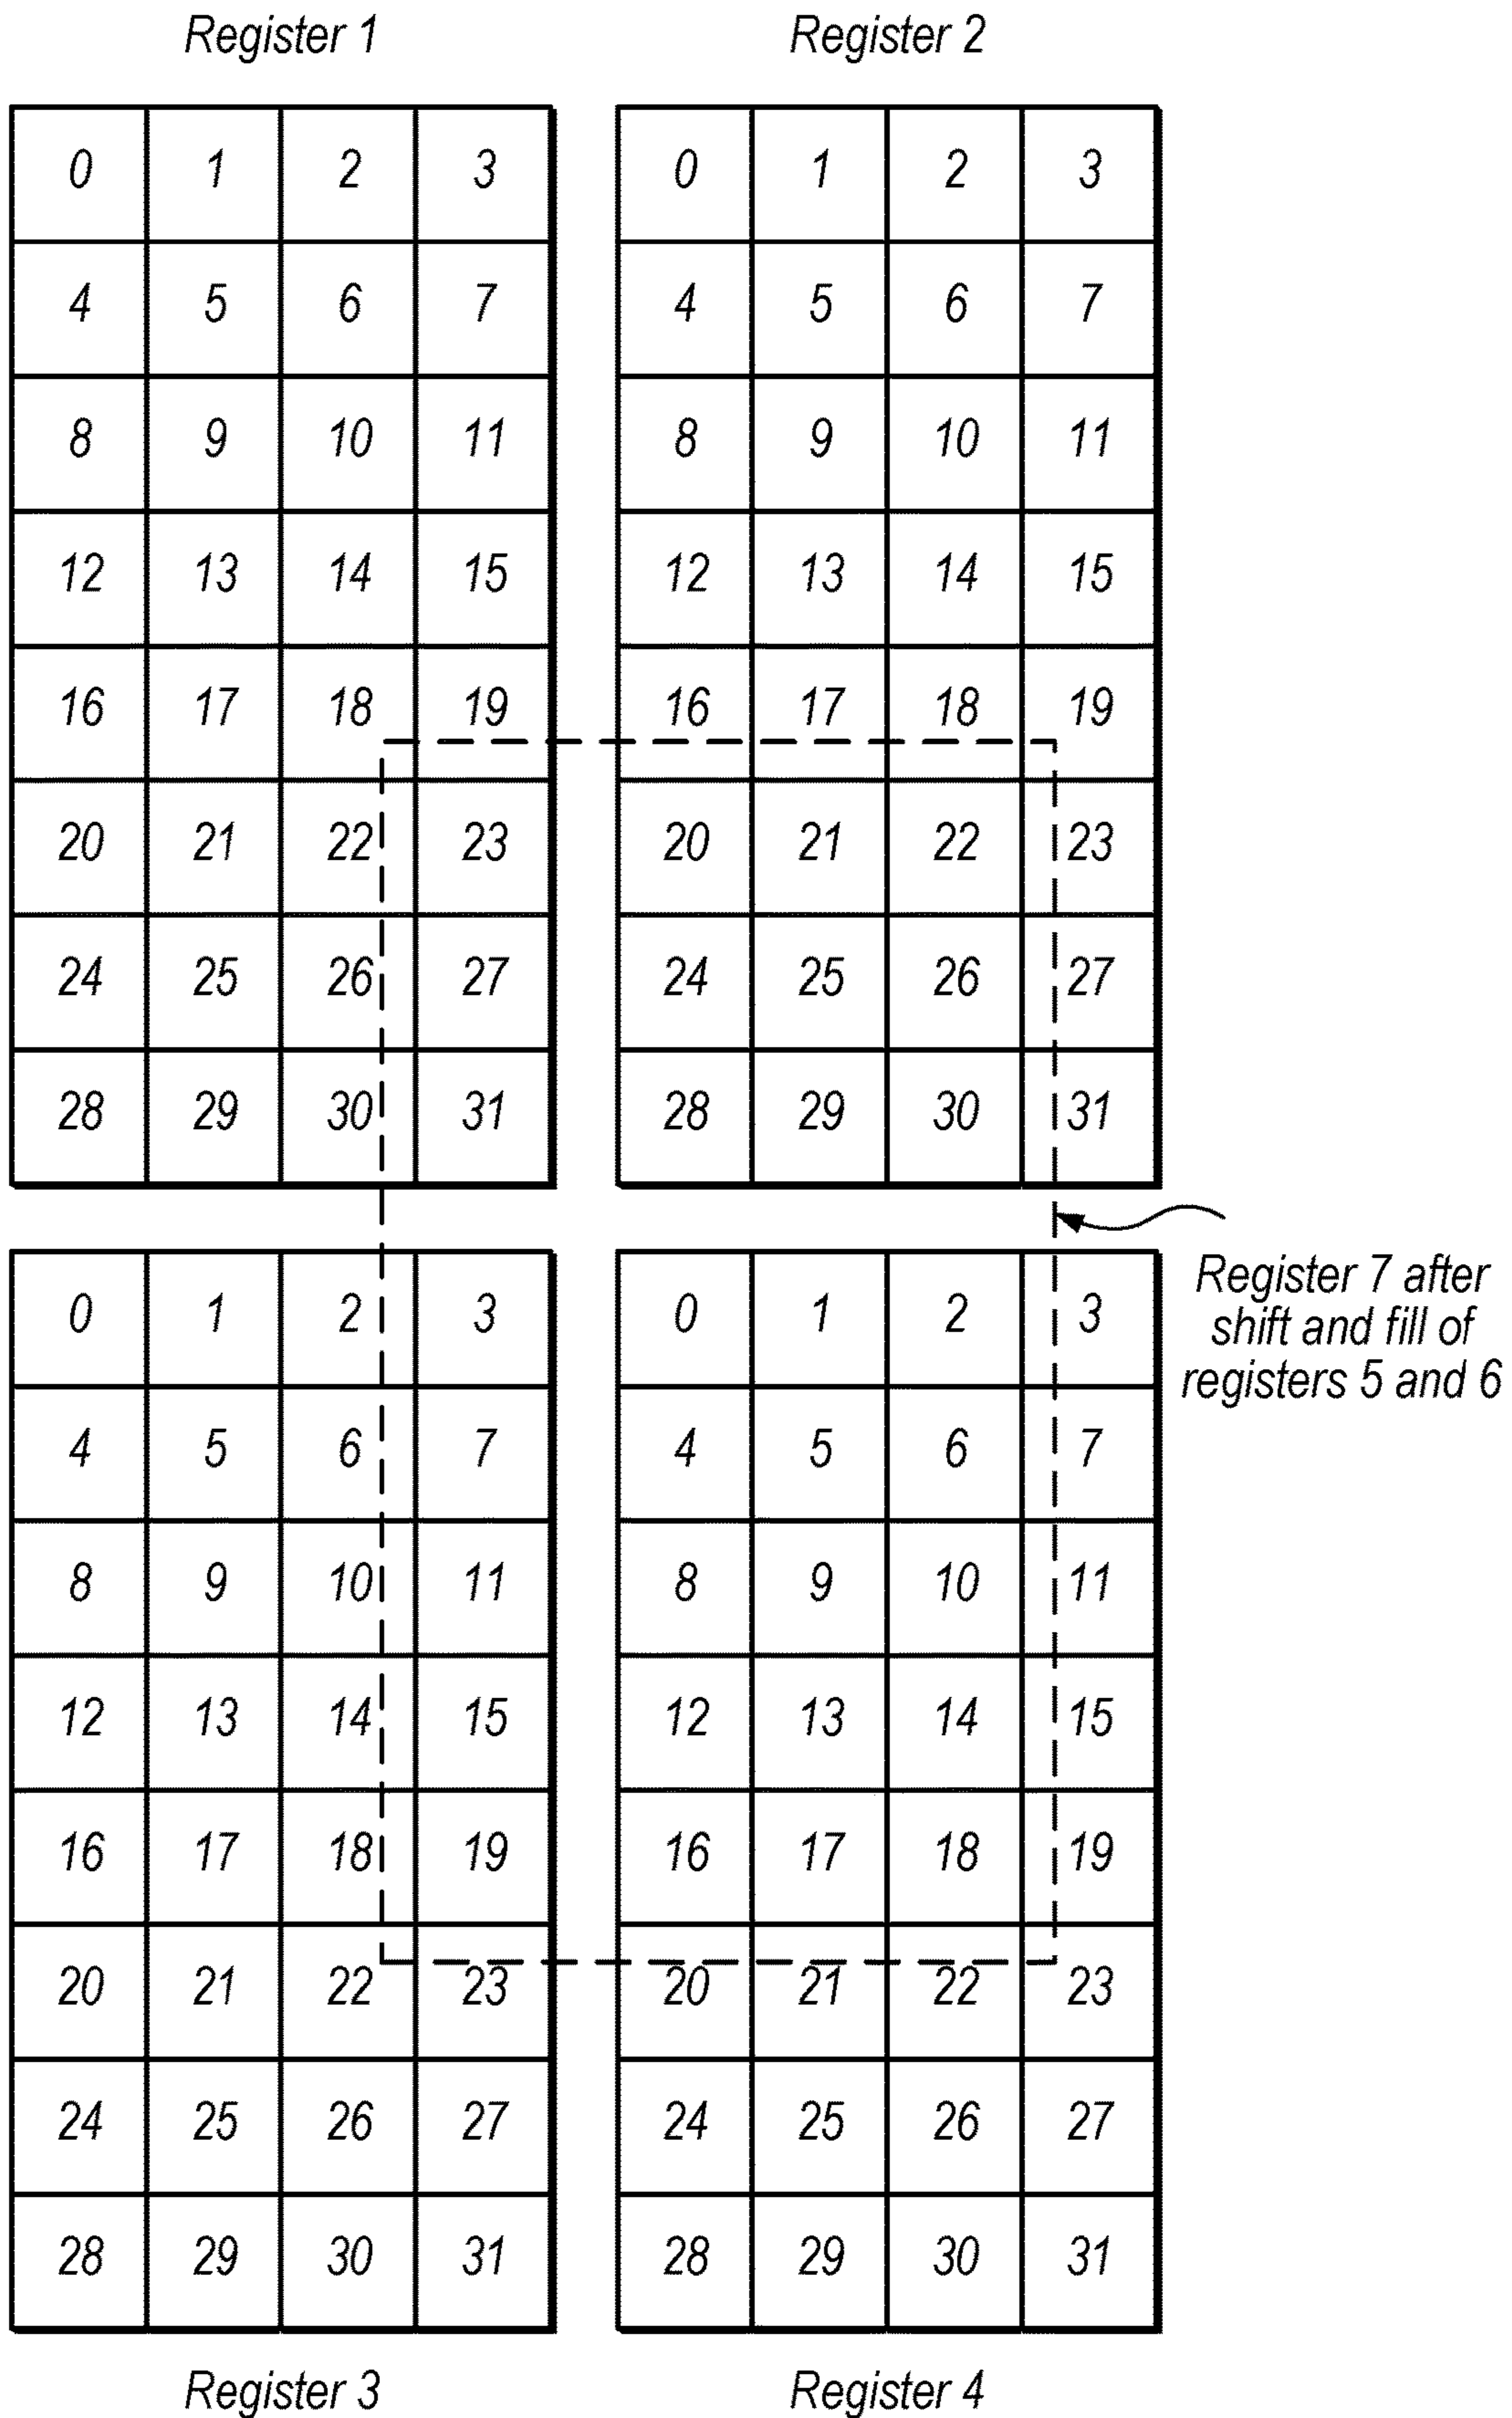 Register 1 Register 2
0 1 2 3 0 1 2 3
4 5 6 7 4 5 6 7
8 9 10 11 8 9 10 11
12 13 14 15 12 13 14 15
16 17 18 19 16 17 18 19
20 21 22 23 20 21 22 23
24 25 26 27 24 25 26 27
28 29 30 31 28 29 30 31
Register 7 after
shift and fill of
registers 5 and 6
0 1 2 3 0 1 2 3
4 5 6 7 4 5 6 7
8 9 10 11 8 9 10 11
12 13 14 15 12 13 14 15
16 17 18 19 16 17 18 19
20 21 22 23 20 21 22 23
24 25 26 27 24 25 26 27
28 29 30 31 28 29 30 31
Register 3 Register 4